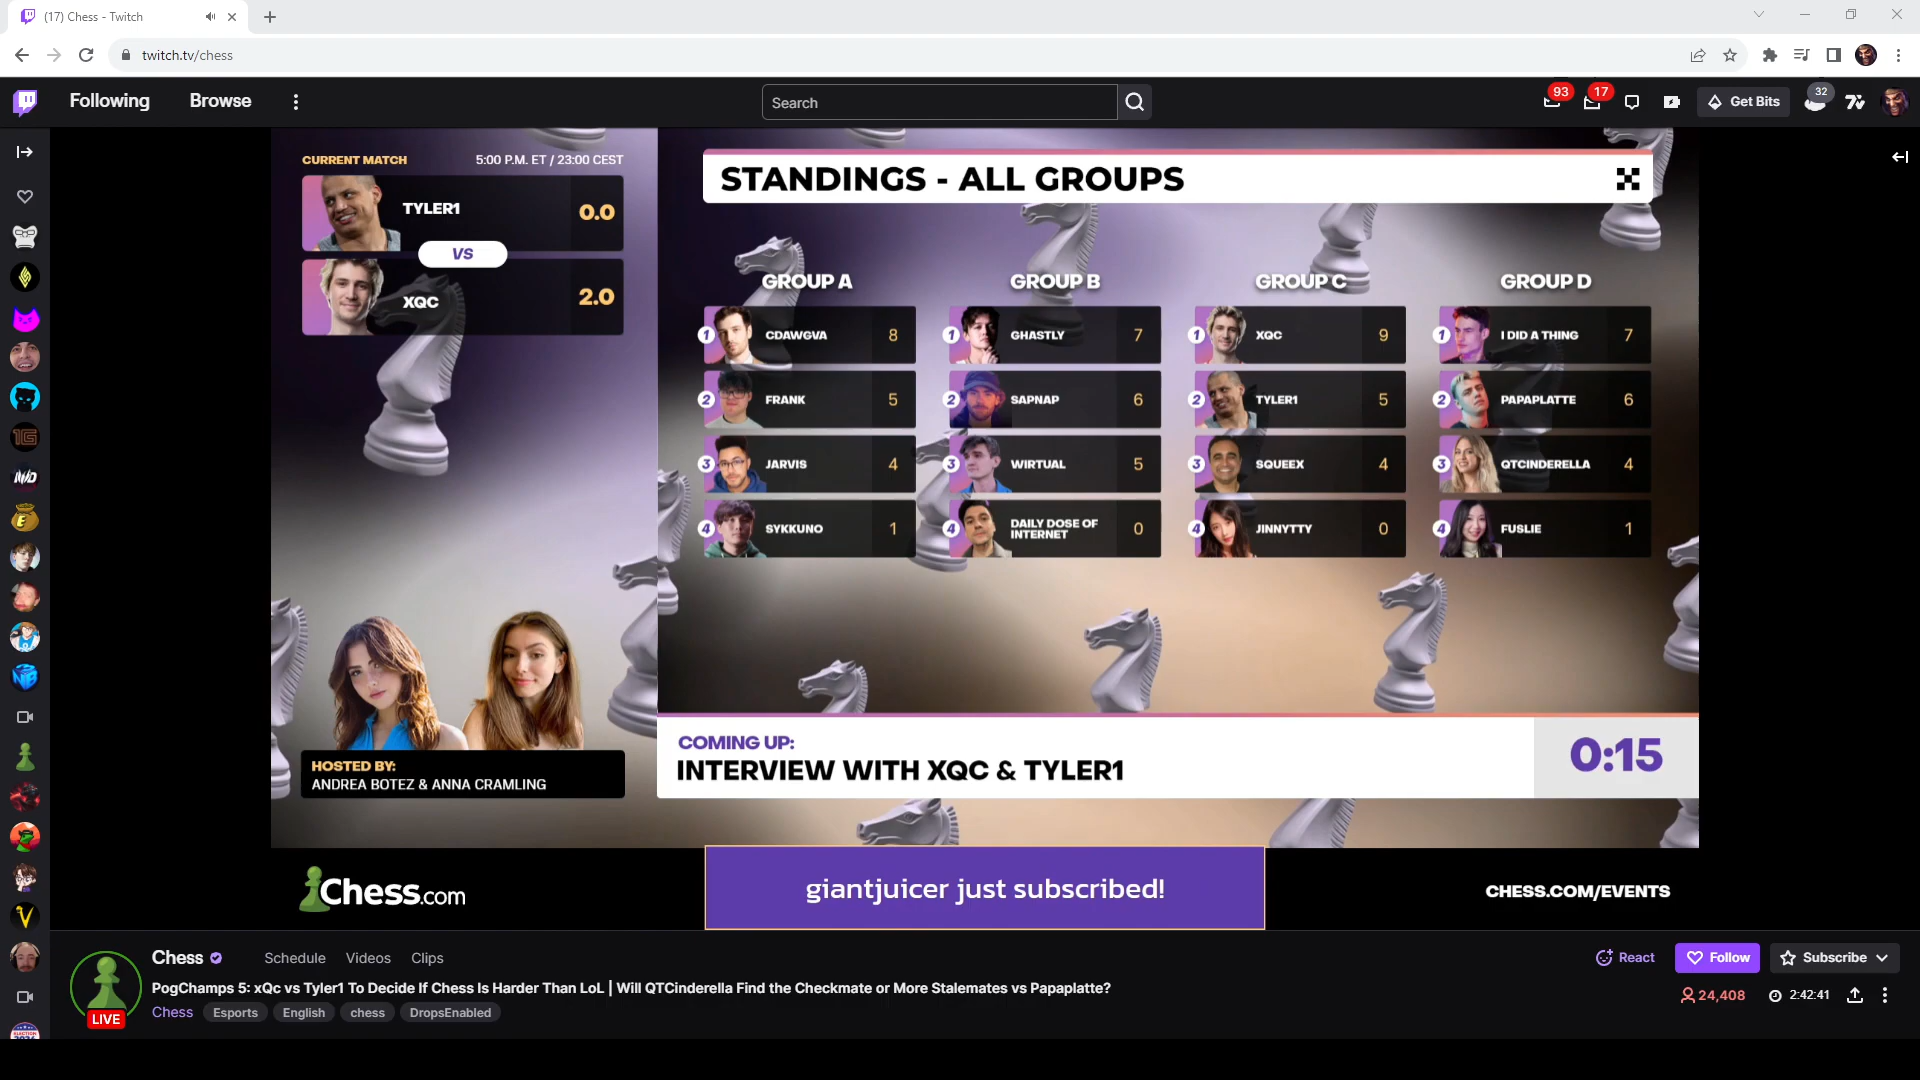 (17) Chess - Twitch
twitch.tv/chess
Following
Browse
Search
93
17
Get Bits
32
CURRENT MATCH
5:00 P.M. ET / 23:00 CEST
TYLER1
0.0
VS
XQC
2.0
HOSTED BY:
ANDREA BOTEZ & ANNA CRAMLING
STANDINGS - ALL GROUPS
GROUP A
1 CDAWGVA 8
2 FRANK 5
3 JARVIS 4
4 SYKKUNO 1
GROUP B
1 GHASTLY 7
2 SAPNAP 6
3 WIRTUAL 5
4 DAILY DOSE OF
INTERNET 0
GROUP C
1 XQC 9
2 TYLER1 5
3 SQUEEX 4
4 JINNYTTY 0
GROUP D
1 I DID A THING 7
2 PAPAPLATTE 6
3 QTCINDERELLA 4
4 FUSLIE 1
COMING UP:
INTERVIEW WITH XQC & TYLER1
0:15
Chess.com
giantjuicer just subscribed!
CHESS.COM/EVENTS
LIVE
Chess
Schedule
Videos
Clips
React
Follow
Subscribe
PogChamps 5: xQc vs Tyler1 To Decide If Chess Is Harder Than LoL | Will QTCinderella Find the Checkmate or More Stalemates vs Papaplatte?
24,408
2:42:41
Chess
Esports
English
chess
DropsEnabled